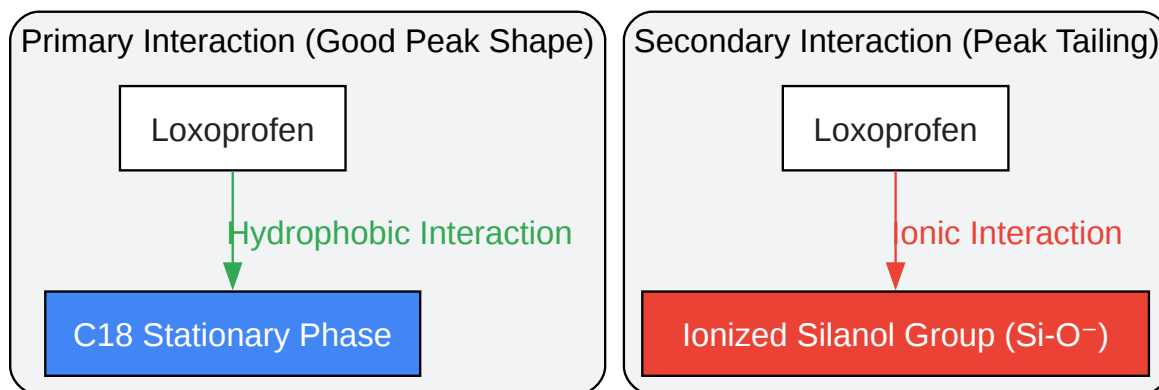 Primary Interaction (Good Peak Shape)
Loxoprofen
Hydrophobic Interaction
C18 Stationary Phase
Secondary Interaction (Peak Tailing)
Loxoprofen
Ionic Interaction
Ionized Silanol Group (Si-O⁻)